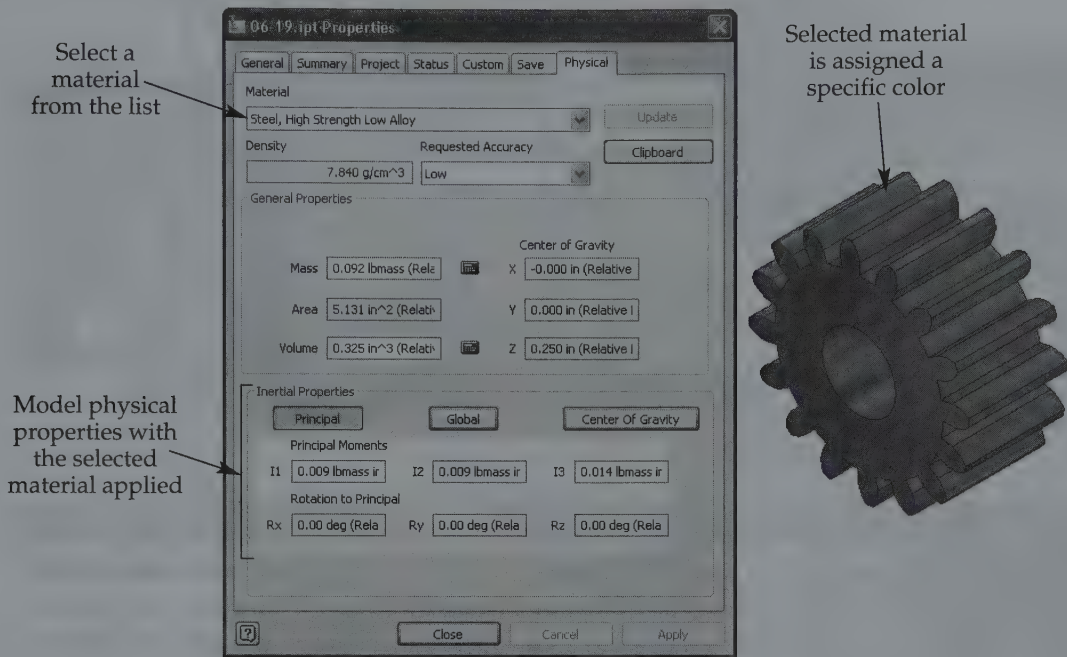 Select a
material
from the list
06-19.ipt Properties
General Summary Project Status Custom Save Physical
Material
Steel, High Strength Low Alloy
Update
Density
Requested Accuracy
7.840 g/cm^3
Low
Clipboard
General Properties
Center of Gravity
Mass 0.092 lbmass (Rela
X -0.000 in (Relative
Area 5.131 in^2 (Relativ
Y 0.000 in (Relative l
Volume 0.325 in^3 (Relativ
Z 0.250 in (Relative l
Inertial Properties
Principal Global Center Of Gravity
Principal Moments
I1 0.009 lbmass ir I2 0.009 lbmass ir I3 0.014 lbmass ir
Rotation to Principal
Rx 0.00 deg (Rela Ry 0.00 deg (Rela Rz 0.00 deg (Rela
Close Cancel Apply
Model physical
properties with
the selected
material applied
Selected material
is assigned a
specific color